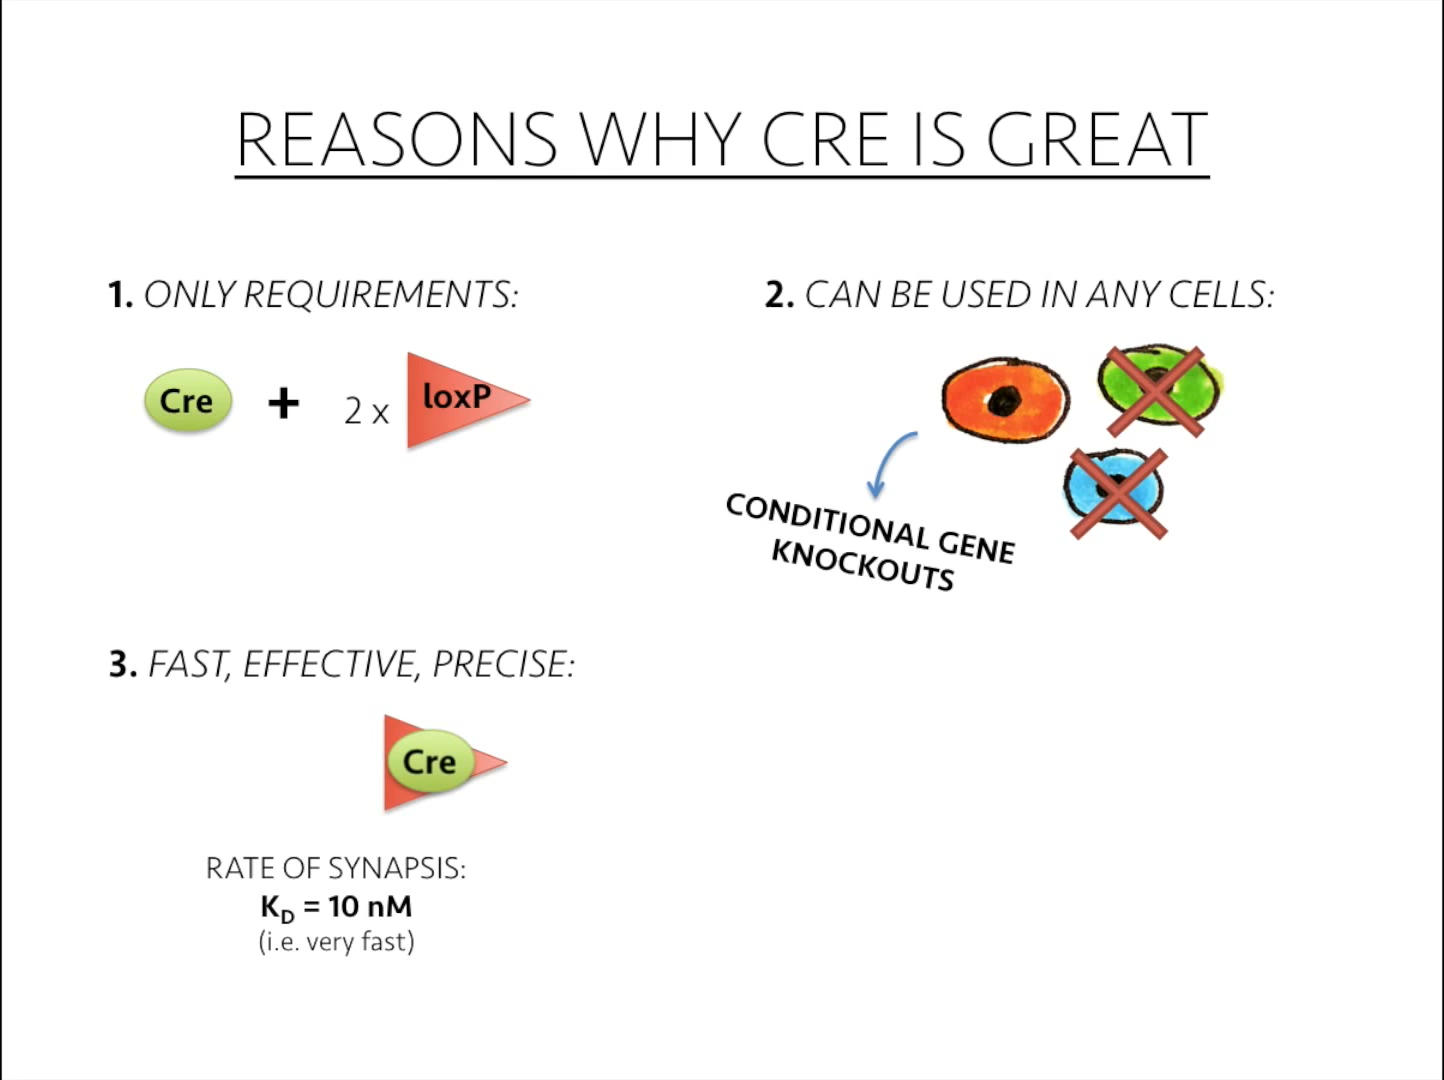 REASONS WHY CRE IS GREAT
1. ONLY REQUIREMENTS:
Cre + 2 x loxP
2. CAN BE USED IN ANY CELLS:
CONDITIONAL GENE
KNOCKOUTS
3. FAST, EFFECTIVE, PRECISE:
Cre
RATE OF SYNAPSIS:
K_D = 10 nM
(i.e. very fast)